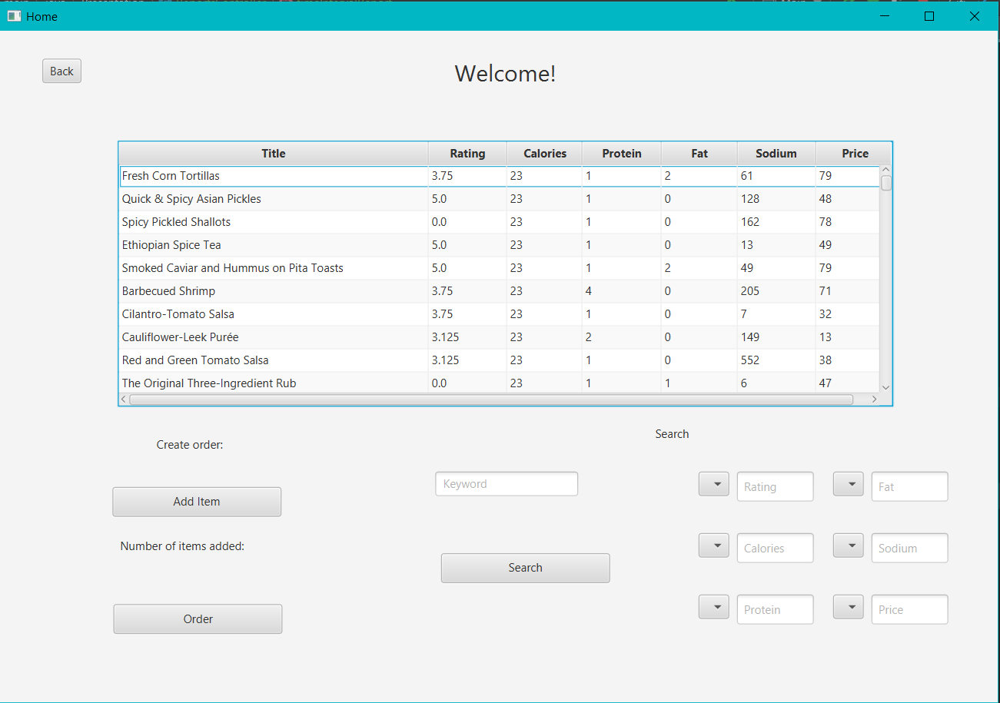 Home
Back
Welcome!
Title Rating Calories Protein Fat Sodium Price
Fresh Corn Tortillas 3.75 23 1 2 61 79
Quick & Spicy Asian Pickles 5.0 23 1 0 128 48
Spicy Pickled Shallots 0.0 23 1 0 162 78
Ethiopian Spice Tea 5.0 23 1 0 13 49
Smoked Caviar and Hummus on Pita Toasts 5.0 23 1 2 49 79
Barbecued Shrimp 3.75 23 4 0 205 71
Cilantro-Tomato Salsa 3.75 23 1 0 7 32
Cauliflower-Leek Purée 3.125 23 2 0 149 13
Red and Green Tomato Salsa 3.125 23 1 0 552 38
The Original Three-Ingredient Rub 0.0 23 1 1 6 47
Create order:
Search
Keyword
Rating Fat
Add Item
Number of items added:
Calories Sodium
Search
Protein Price
Order